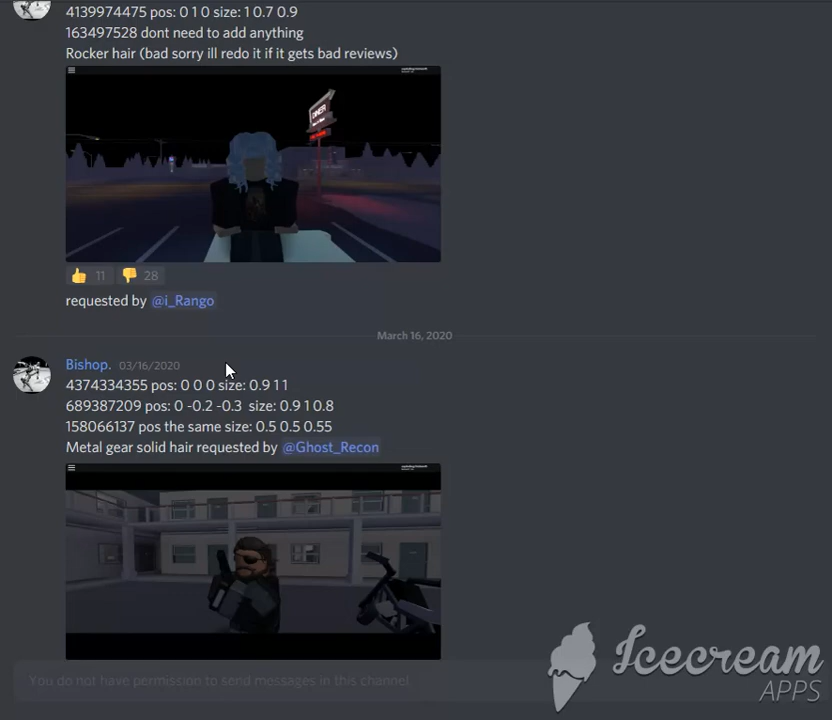 4139974475 pos: 0 1 0 size: 1 0.7 0.9
163497528 dont need to add anything
Rocker hair (bad sorry ill redo it if it gets bad reviews)
DINER
11 28
requested by @i_Rango
March 16, 2020
Bishop. 03/16/2020
4374334355 pos: 0 0 0 size: 0.9 1 1
689387209 pos: 0 -0.2 -0.3 size: 0.9 1 0.8
158066137 pos the same size: 0.5 0.5 0.55
Metal gear solid hair requested by @Ghost_Recon
You do not have permission to send messages in this channel.
Icecream
APPS